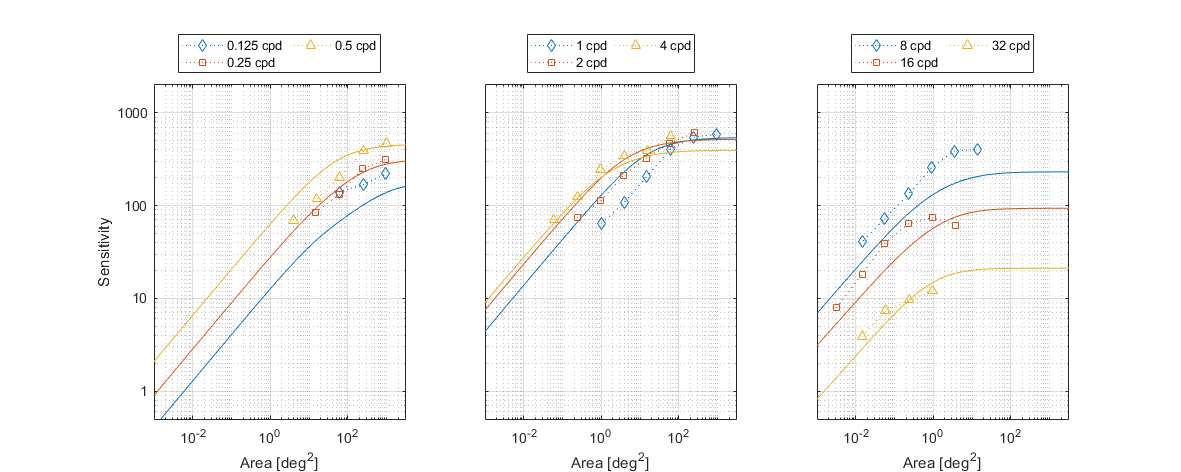 0.125 cpd 0.5 cpd
0.25 cpd
1 cpd 4 cpd
2 cpd
8 cpd 32 cpd
16 cpd
Sensitivity
1000
100
10
1
10^-2 10^0 10^2
Area [deg^2]
10^-2 10^0 10^2
Area [deg^2]
10^-2 10^0 10^2
Area [deg^2]